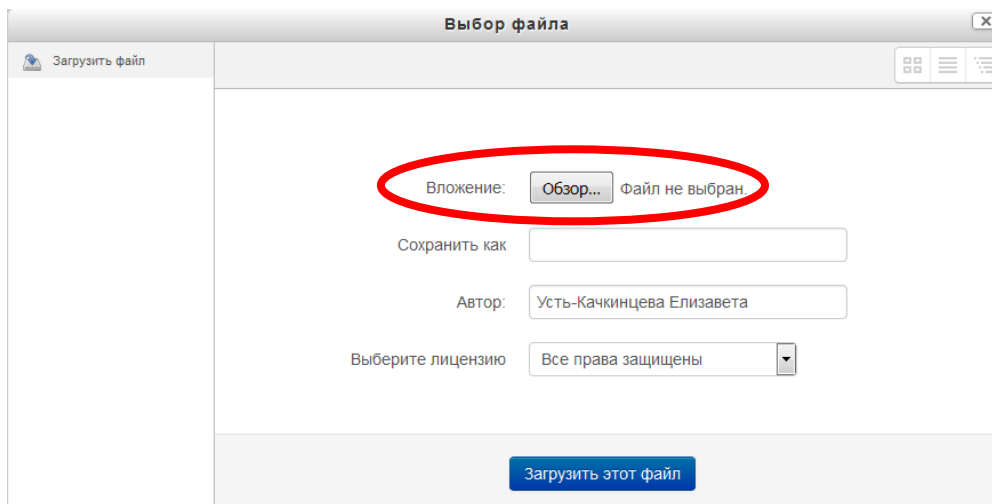 Выбор файла
Загрузить файл
Вложение: Обзор... Файл не выбран.
Сохранить как
Автор: Усть-Качкинцева Елизавета
Выберите лицензию Все права защищены
Загрузить этот файл